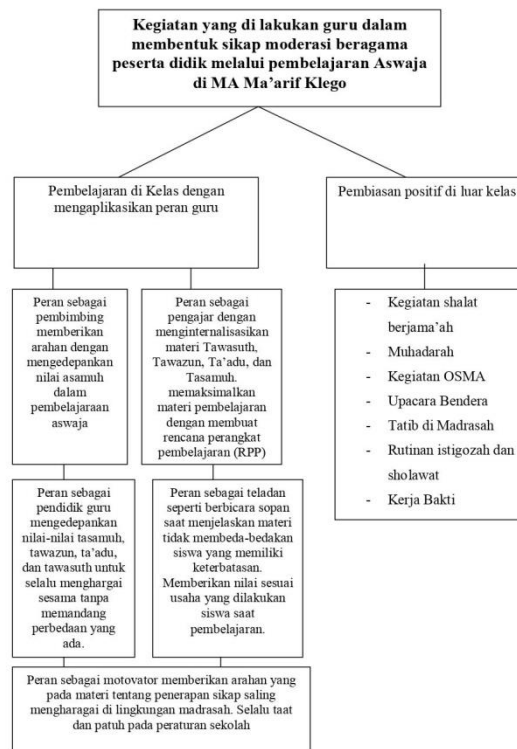 Kegiatan yang di lakukan guru dalam
membentuk sikap moderasi beragama
peserta didik melalui pembelajaran Aswaja
di MA Ma'arif Klego
Pembelajaran di Kelas dengan
mengaplikasikan peran guru
Pembiasan positif di luar kelas
Peran sebagai
pembimbing
memberikan
arahan dengan
mengedepankan
nilai asamuh
dalam
pembelajaraan
aswaja
Peran sebagai
pengajar dengan
menginternalisasikan
materi Tawasuth,
Tawazun, Ta'adu, dan
Tasamuh.
memaksimalkan
materi pembelajaran
dengan membuat
rencana perangkat
pembelajaran (RPP)
- Kegiatan shalat
berjama'ah
- Muhadarah
- Kegiatan OSMA
- Upacara Bendera
- Tatib di Madrasah
- Rutinan istigozah dan
sholawat
- Kerja Bakti
Peran sebagai
pendidik guru
mengedepankan
nilai-nilai tasamuh,
tawazun, ta'adu,
dan tawasuth untuk
selalu menghargai
sesama tanpa
memandang
perbedaan yang
ada.
Peran sebagai teladan
seperti berbicara sopan
saat menjelaskan materi
tidak membeda-bedakan
siswa yang memiliki
keterbatasan.
Memberikan nilai sesuai
usaha yang dilakukan
siswa saat
pembelajaran.
Peran sebagai motovator memberikan arahan yang
pada materi tentang penerapan sikap saling
mengharagai di lingkungan madrasah. Selalu taat
dan patuh pada peraturan sekolah